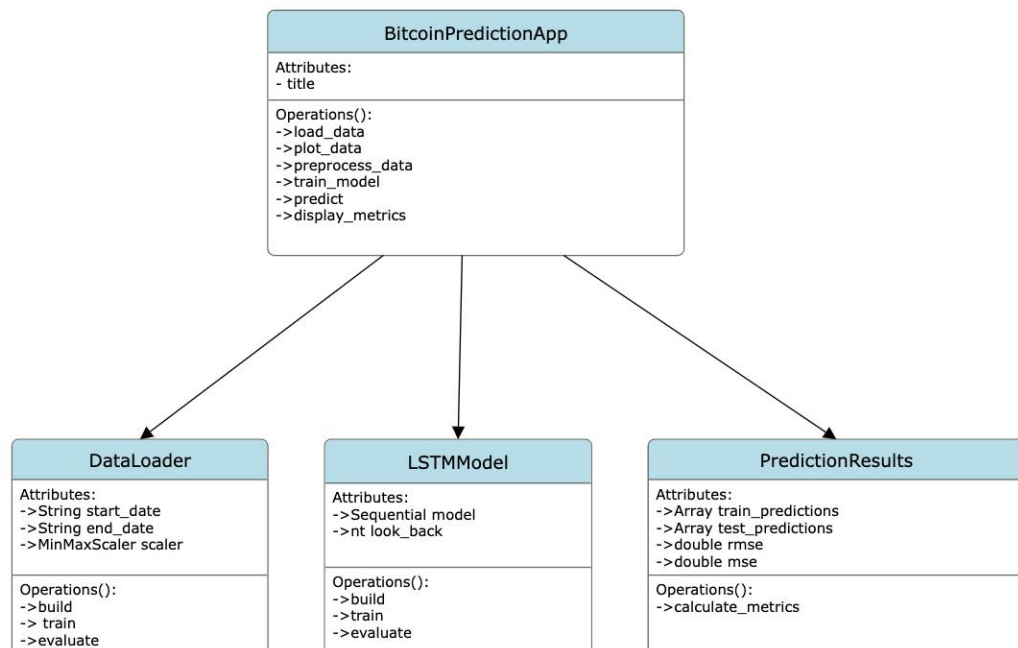 BitcoinPredictionApp
Attributes:
- title
Operations():
->load_data
->plot_data
->preprocess_data
->train_model
->predict
->display_metrics
DataLoader
Attributes:
->String start_date
->String end_date
->MinMaxScaler scaler
Operations():
->build
-> train
->evaluate
LSTMModel
Attributes:
->Sequential model
->nt look_back
Operations():
->build
->train
->evaluate
PredictionResults
Attributes:
->Array train_predictions
->Array test_predictions
->double rmse
->double mse
Operations():
->calculate_metrics